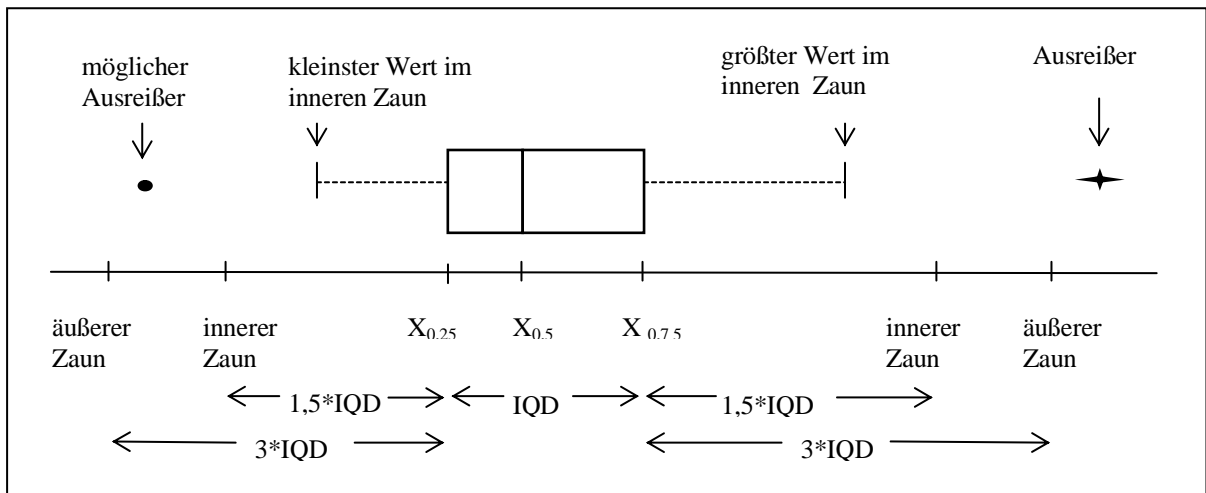 möglicher
Ausreißer
kleinster Wert im
inneren Zaun
größter Wert im
inneren Zaun
Ausreißer
äußerer
Zaun
innerer
Zaun
X0.25
X0.5
X 0.7 5
innerer
Zaun
äußerer
Zaun
1,5*IQD
IQD
1,5*IQD
3*IQD
3*IQD